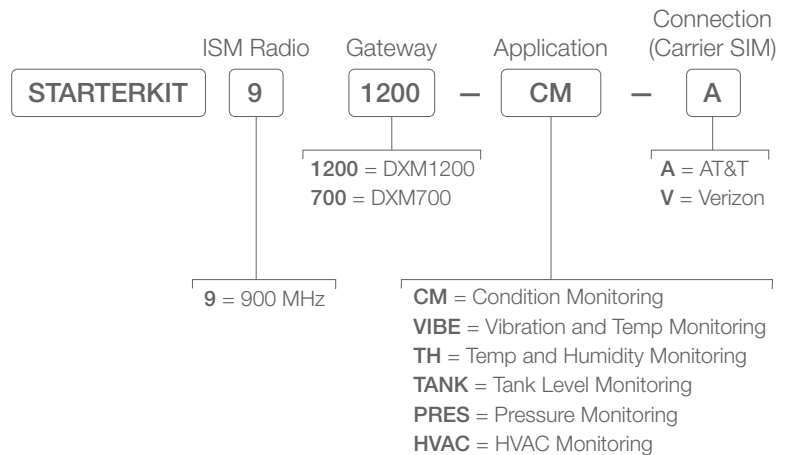 Connection
ISM Radio Gateway Application (Carrier SIM)
STARTERKIT 9 1200 – CM – A
1200 = DXM1200
700 = DXM700
A = AT&T
V = Verizon
9 = 900 MHz
CM = Condition Monitoring
VIBE = Vibration and Temp Monitoring
TH = Temp and Humidity Monitoring
TANK = Tank Level Monitoring
PRES = Pressure Monitoring
HVAC = HVAC Monitoring